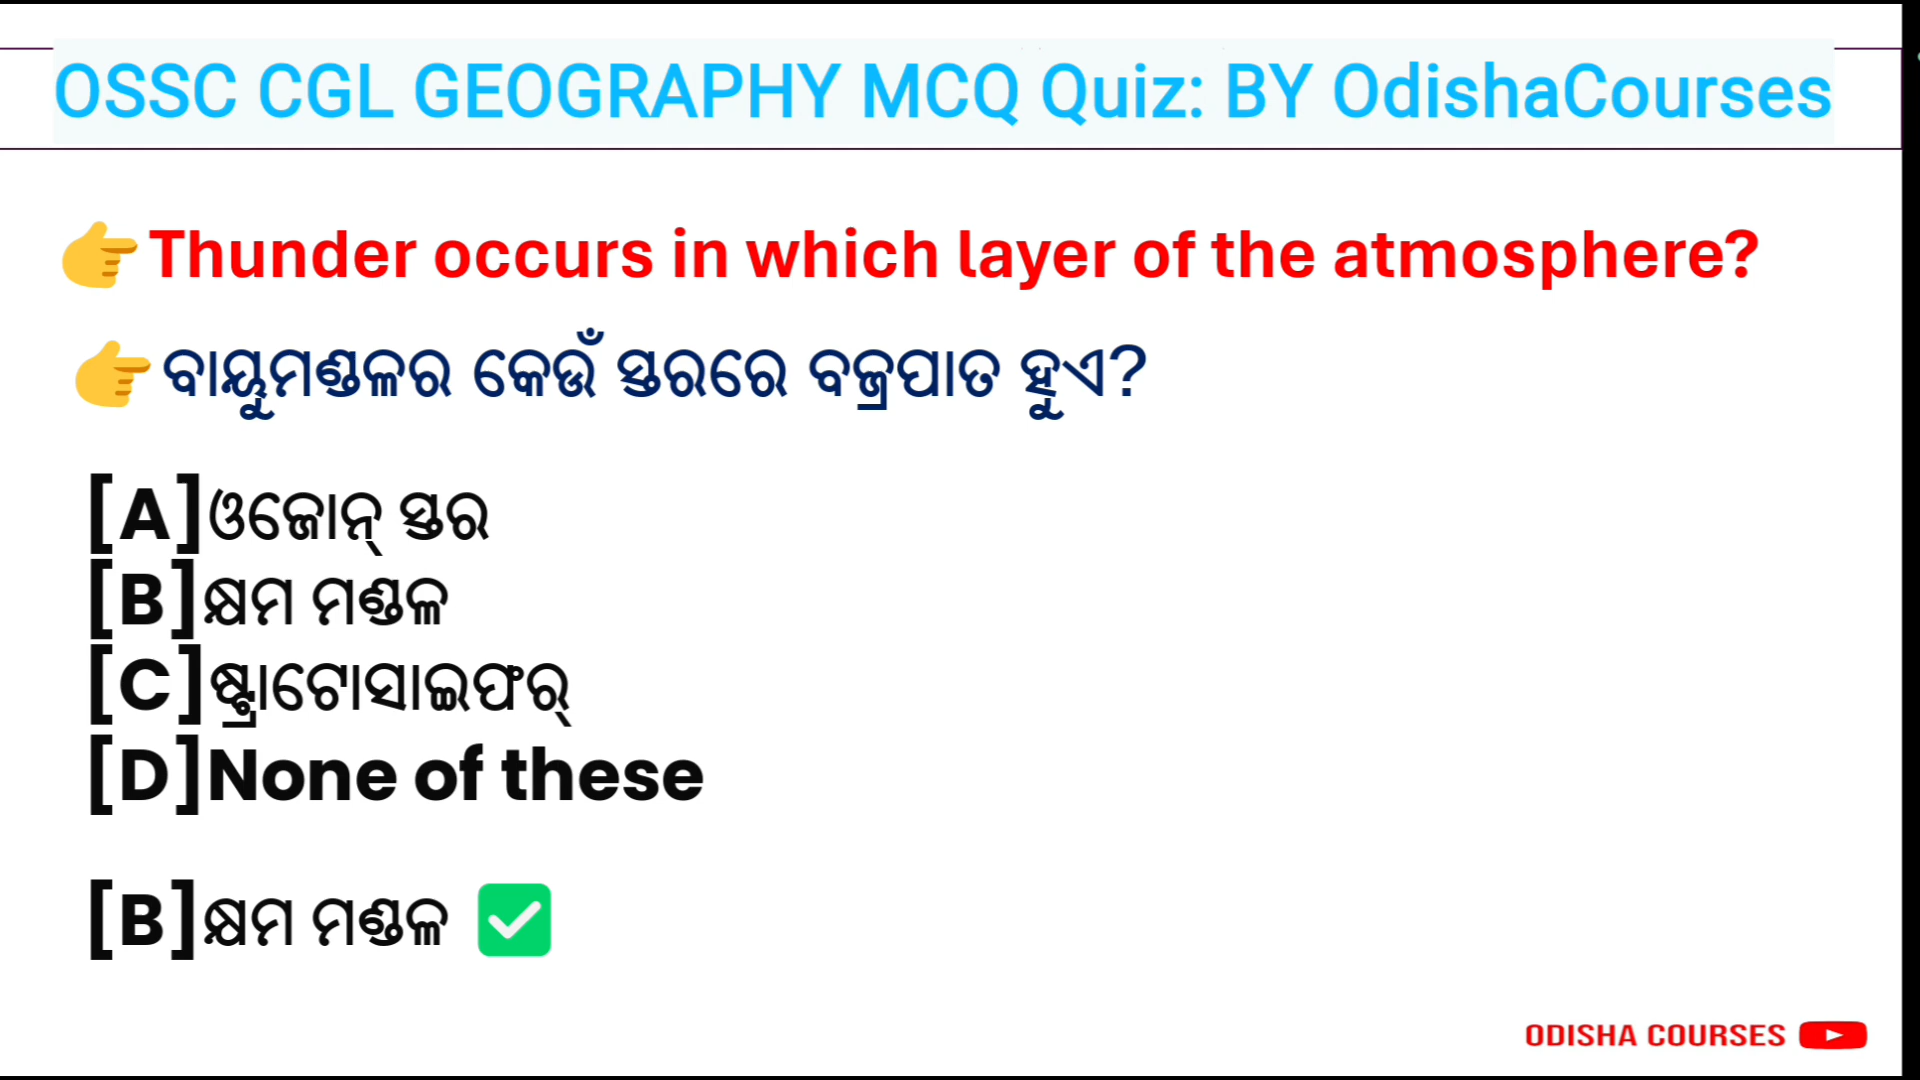 OSSC CGL GEOGRAPHY MCQ Quiz: BY OdishaCourses
👉Thunder occurs in which layer of the atmosphere?
👉ବାୟୁମଣ୍ଡଳର କେଉଁ ସ୍ତରରେ ବଜ୍ରପାତ ହୁଏ?
[A]ଓଜୋନ୍ ସ୍ତର
[B]କ୍ଷମ ମଣ୍ଡଳ
[C]ଷ୍ଟ୍ରାଟୋସାଇଫର୍
[D]None of these
[B]କ୍ଷମ ମଣ୍ଡଳ ✅
ODISHA COURSES